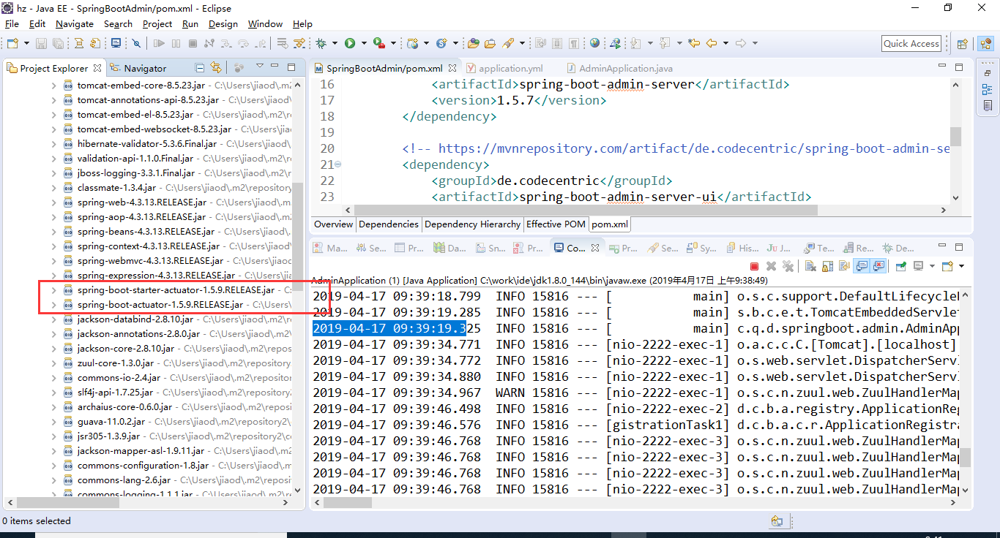 hz - Java EE - SpringBootAdmin/pom.xml - Eclipse
File Edit Navigate Search Project Run Design Window Help
Quick Access
Project Explorer Navigator
tomcat-embed-core-8.5.23.jar - C:\Users\jiaod\.m2
tomcat-annotations-api-8.5.23.jar - C:\Users\jiaod\
tomcat-embed-el-8.5.23.jar - C:\Users\jiaod\.m2\re
tomcat-embed-websocket-8.5.23.jar - C:\Users\jiao
hibernate-validator-5.3.6.Final.jar - C:\Users\jiaod\.
validation-api-1.1.0.Final.jar - C:\Users\jiaod\.m2\r
jboss-logging-3.3.1.Final.jar - C:\Users\jiaod\.m2\re
classmate-1.3.4.jar - C:\Users\jiaod\.m2\repository
spring-web-4.3.13.RELEASE.jar - C:\Users\jiaod\.m
spring-aop-4.3.13.RELEASE.jar - C:\Users\jiaod\.m2
spring-beans-4.3.13.RELEASE.jar - C:\Users\jiaod\.
spring-context-4.3.13.RELEASE.jar - C:\Users\jiaod\
spring-webmvc-4.3.13.RELEASE.jar - C:\Users\jiaod
spring-expression-4.3.13.RELEASE.jar - C:\Users\jia
spring-boot-starter-actuator-1.5.9.RELEASE.jar - C:
spring-boot-actuator-1.5.9.RELEASE.jar - C:\Users\
jackson-databind-2.8.10.jar - C:\Users\jiaod\.m2\r
jackson-annotations-2.8.0.jar - C:\Users\jiaod\.m2\
jackson-core-2.8.10.jar - C:\Users\jiaod\.m2\repos
zuul-core-1.3.0.jar - C:\Users\jiaod\.m2\repository
commons-io-2.4.jar - C:\Users\jiaod\.m2\repositor
slf4j-api-1.7.25.jar - C:\Users\jiaod\.m2\repository2
archaius-core-0.6.0.jar - C:\Users\jiaod\.m2\reposi
guava-11.0.2.jar - C:\Users\jiaod\.m2\repository2\
jsr305-1.3.9.jar - C:\Users\jiaod\.m2\repository2\c
jackson-mapper-asl-1.9.11.jar - C:\Users\jiaod\.m2
commons-configuration-1.8.jar - C:\Users\jiaod\.m
commons-lang-2.6.jar - C:\Users\jiaod\.m2\reposi
commons-logging-1.1.1.jar - C:\Users\jiaod\.m2\re
0 items selected
SpringBootAdmin/pom.xml application.yml AdminApplication.java
16 <artifactId>spring-boot-admin-server</artifactId>
17 <version>1.5.7</version>
18 </dependency>
19
20 <!-- https://mvnrepository.com/artifact/de.codecentric/spring-boot-admin-se
21 <dependency>
22 <groupId>de.codecentric</groupId>
23 <artifactId>spring-boot-admin-server-ui</artifactId>
Overview Dependencies Dependency Hierarchy Effective POM pom.xml
Ma... Se... Pr... Da... Sn... Pr... Co... Pr... Se... Sy... His... Ju J... Te... Re... De...
AdminApplication (1) [Java Application] C:\work\ide\jdk1.8.0_144\bin\javaw.exe (2019年4月17日 上午9:38:49)
2019-04-17 09:39:18.799 INFO 15816 --- [ main] o.s.c.support.DefaultLifecycle
2019-04-17 09:39:19.285 INFO 15816 --- [ main] s.b.c.e.t.TomcatEmbeddedServlet
2019-04-17 09:39:19.325 INFO 15816 --- [ main] c.q.d.springboot.admin.AdminApp
2019-04-17 09:39:34.771 INFO 15816 --- [nio-2222-exec-1] o.a.c.c.C.[Tomcat].[localhost]
2019-04-17 09:39:34.772 INFO 15816 --- [nio-2222-exec-1] o.s.web.servlet.DispatcherServ
2019-04-17 09:39:34.880 INFO 15816 --- [nio-2222-exec-1] o.s.web.servlet.DispatcherServ
2019-04-17 09:39:34.967 WARN 15816 --- [nio-2222-exec-1] o.s.c.n.zuul.web.ZuulHandlerMap
2019-04-17 09:39:46.498 INFO 15816 --- [nio-2222-exec-2] d.c.b.a.registry.ApplicationReg
2019-04-17 09:39:46.576 INFO 15816 --- [gistrationTask1] d.c.b.a.c.r.ApplicationRegistra
2019-04-17 09:39:46.768 INFO 15816 --- [nio-2222-exec-3] o.s.c.n.zuul.web.ZuulHandlerMap
2019-04-17 09:39:46.768 INFO 15816 --- [nio-2222-exec-3] o.s.c.n.zuul.web.ZuulHandlerMap
2019-04-17 09:39:46.768 INFO 15816 --- [nio-2222-exec-3] o.s.c.n.zuul.web.ZuulHandlerMap
2019-04-17 09:39:46.768 INFO 15816 --- [nio-2222-exec-3] o.s.c.n.zuul.web.ZuulHandlerMap